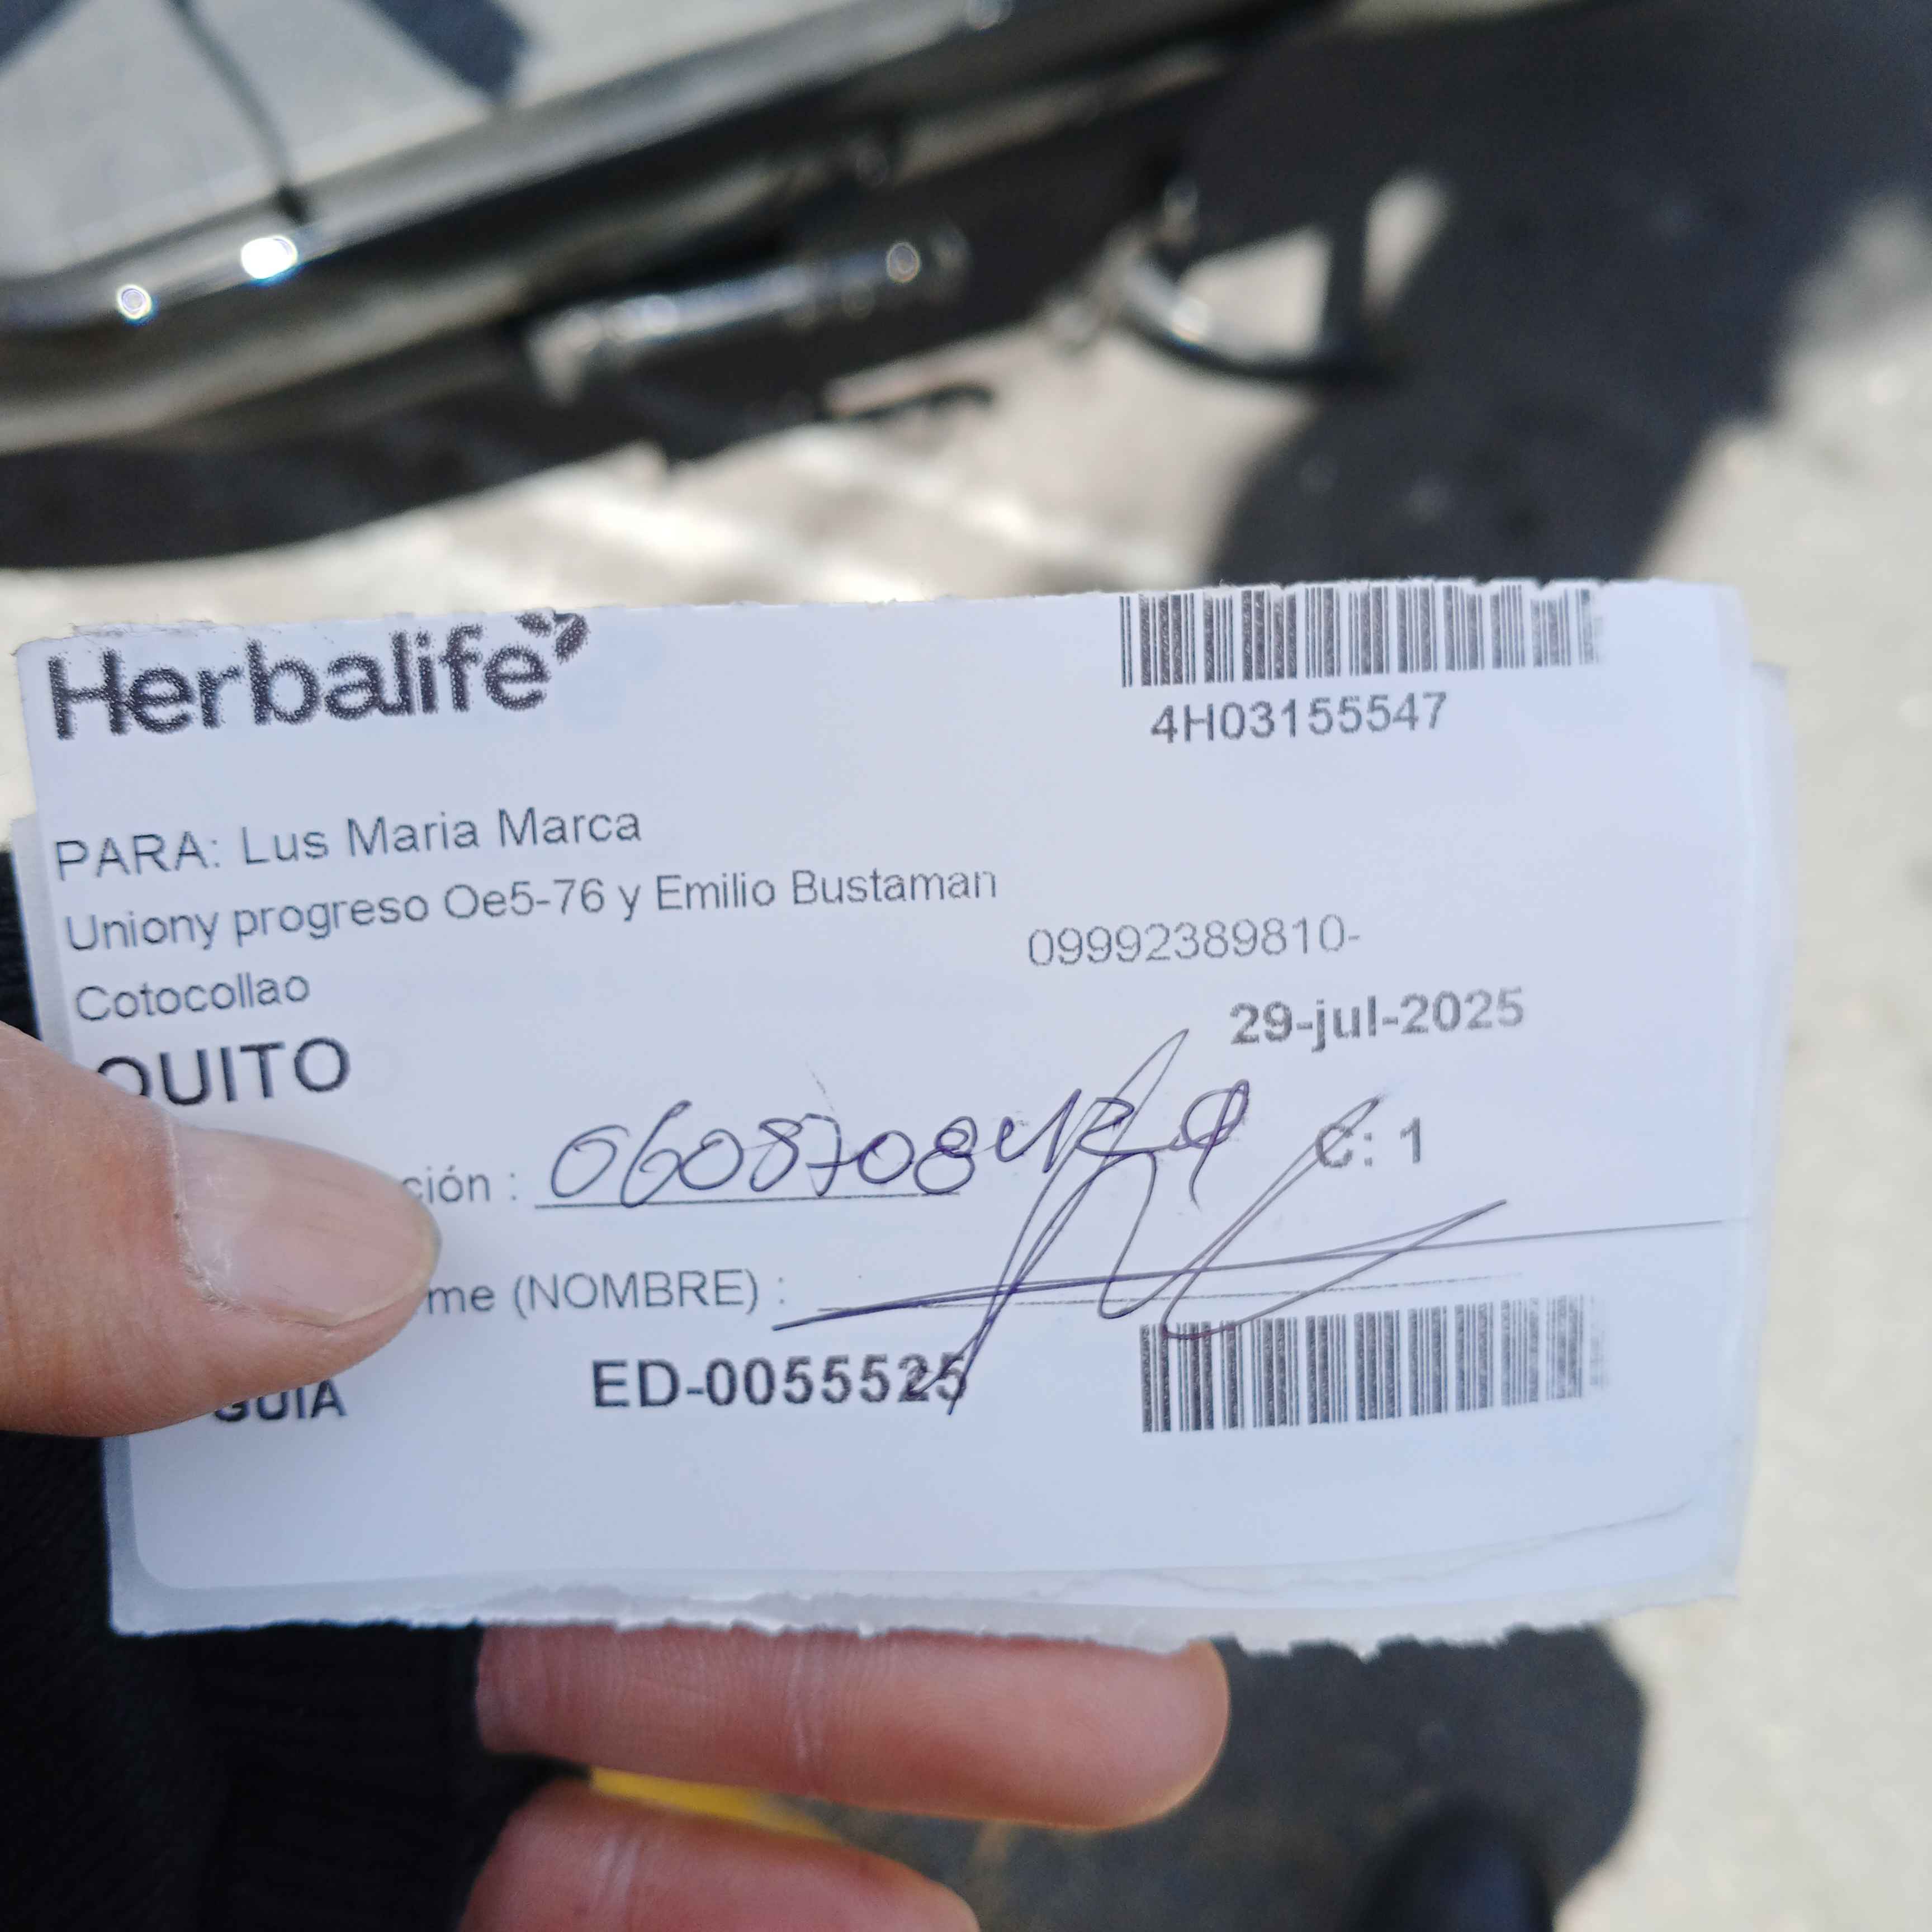 Herbalife
4H03155547
PARA: Lus Maria Marca
Uniony progreso Oe5-76 y Emilio Bustaman
09992389810-
Cotocollao
29-jul-2025
QUITO
C: 1
ción :
me (NOMBRE) :
GUIA ED-0055525